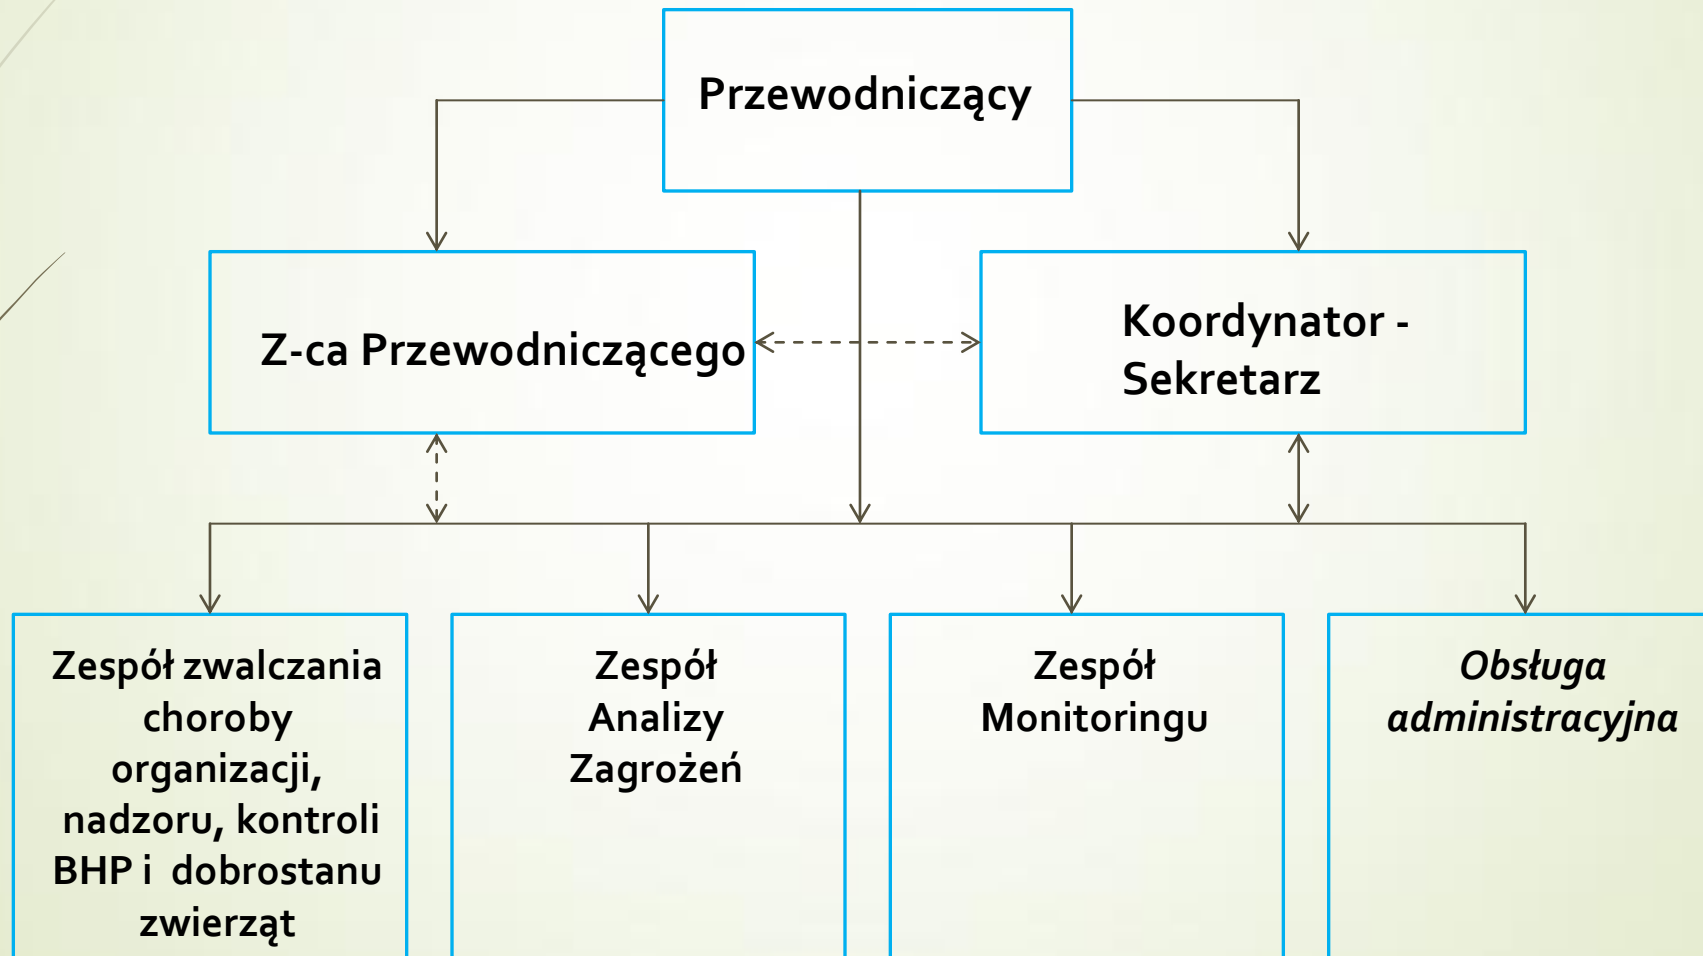 Przewodniczący
Z-ca Przewodniczącego
Koordynator -
Sekretarz
Zespół zwalczania
choroby
organizacji,
nadzoru, kontroli
BHP i dobrostanu
zwierząt
Zespół
Analizy
Zagrożeń
Zespół
Monitoringu
Obsługa
administracyjna